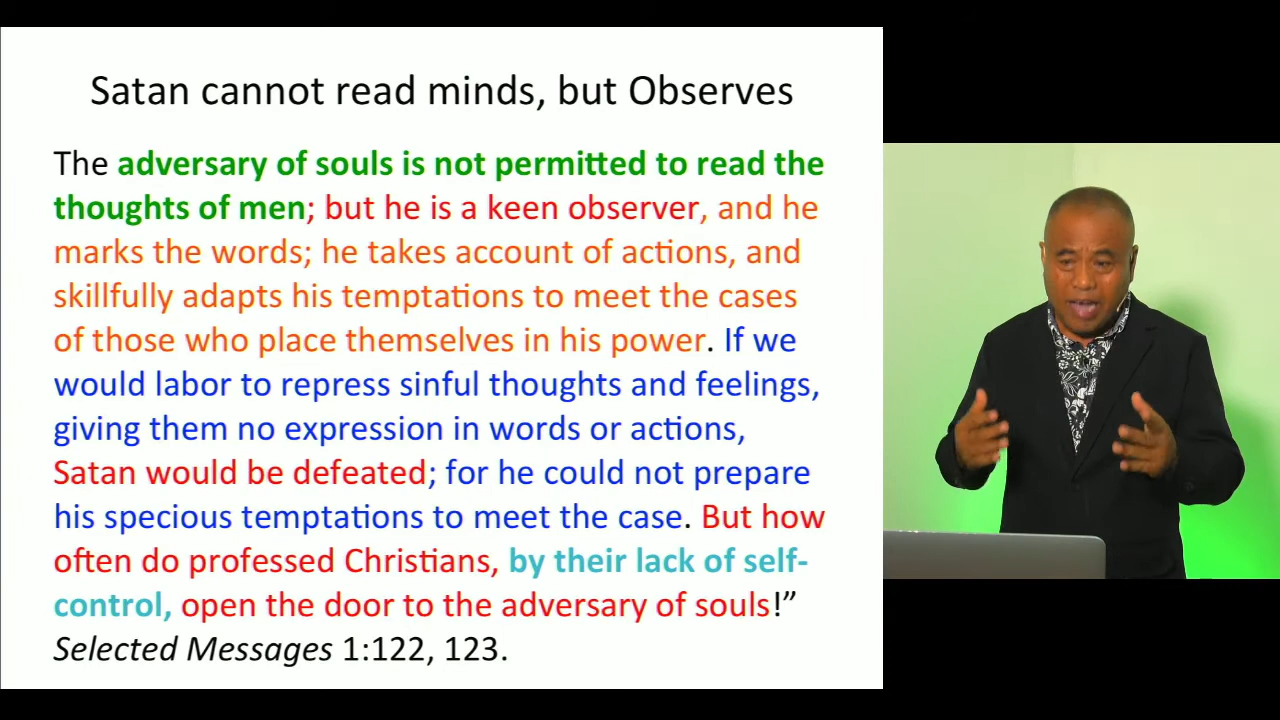 Satan cannot read minds, but Observes
The adversary of souls is not permitted to read the
thoughts of men; but he is a keen observer, and he
marks the words; he takes account of actions, and
skillfully adapts his temptations to meet the cases
of those who place themselves in his power. If we
would labor to repress sinful thoughts and feelings,
giving them no expression in words or actions,
Satan would be defeated; for he could not prepare
his specious temptations to meet the case. But how
often do professed Christians, by their lack of self-
control, open the door to the adversary of souls!”
Selected Messages 1:122, 123.